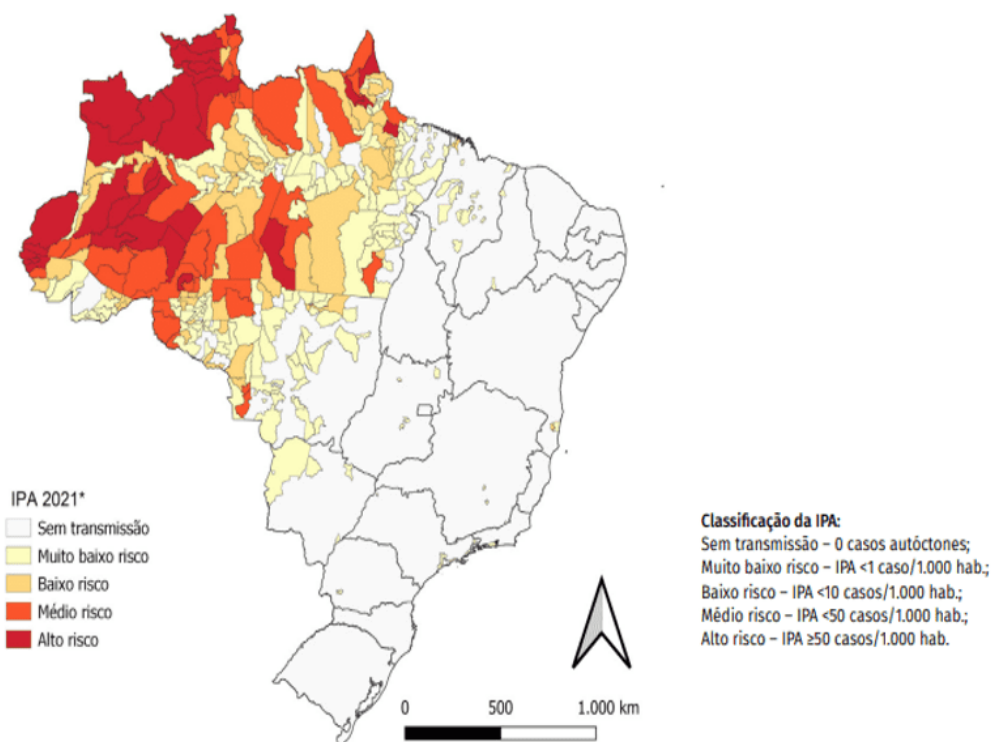 IPA 2021*
Sem transmissão
Muito baixo risco
Baixo risco
Médio risco
Alto risco
0 500 1.000 km
Classificação da IPA:
Sem transmissão – 0 casos autóctones;
Muito baixo risco – IPA <1 caso/1.000 hab.;
Baixo risco – IPA <10 casos/1.000 hab.;
Médio risco – IPA <50 casos/1.000 hab.;
Alto risco – IPA ≥50 casos/1.000 hab.